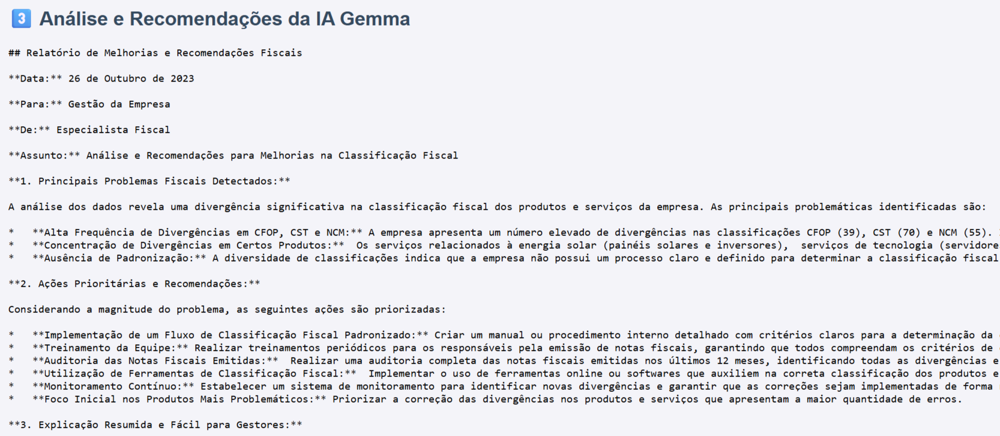 3 Análise e Recomendações da IA Gemma
## Relatório de Melhorias e Recomendações Fiscais
**Data:** 26 de Outubro de 2023
**Para:** Gestão da Empresa
**De:** Especialista Fiscal
**Assunto:** Análise e Recomendações para Melhorias na Classificação Fiscal
**1. Principais Problemas Fiscais Detectados:**
A análise dos dados revela uma divergência significativa na classificação fiscal dos produtos e serviços da empresa. As principais problemáticas identificadas são:
*   **Alta Frequência de Divergências em CFOP, CST e NCM:** A empresa apresenta um número elevado de divergências nas classificações CFOP (39), CST (70) e NCM (55).
*   **Concentração de Divergências em Certos Produtos:**  Os serviços relacionados à energia solar (painéis solares e inversores),  serviços de tecnologia (servidore
*   **Ausência de Padronização:** A diversidade de classificações indica que a empresa não possui um processo claro e definido para determinar a classificação fiscal
**2. Ações Prioritárias e Recomendações:**
Considerando a magnitude do problema, as seguintes ações são priorizadas:
*   **Implementação de um Fluxo de Classificação Fiscal Padronizado:** Criar um manual ou procedimento interno detalhado com critérios claros para a determinação da
*   **Treinamento da Equipe:** Realizar treinamentos periódicos para os responsáveis pela emissão de notas fiscais, garantindo que todos compreendam os critérios de
*   **Auditoria das Notas Fiscais Emitidas:**  Realizar uma auditoria completa das notas fiscais emitidas nos últimos 12 meses, identificando todas as divergências e
*   **Utilização de Ferramentas de Classificação Fiscal:**  Implementar o uso de ferramentas online ou softwares que auxiliem na correta classificação dos produtos e
*   **Monitoramento Contínuo:** Estabelecer um sistema de monitoramento para identificar novas divergências e garantir que as correções sejam implementadas de forma
*   **Foco Inicial nos Produtos Mais Problemáticos:** Priorizar a correção das divergências nos produtos e serviços que apresentam a maior quantidade de erros.
**3. Explicação Resumida e Fácil para Gestores:**